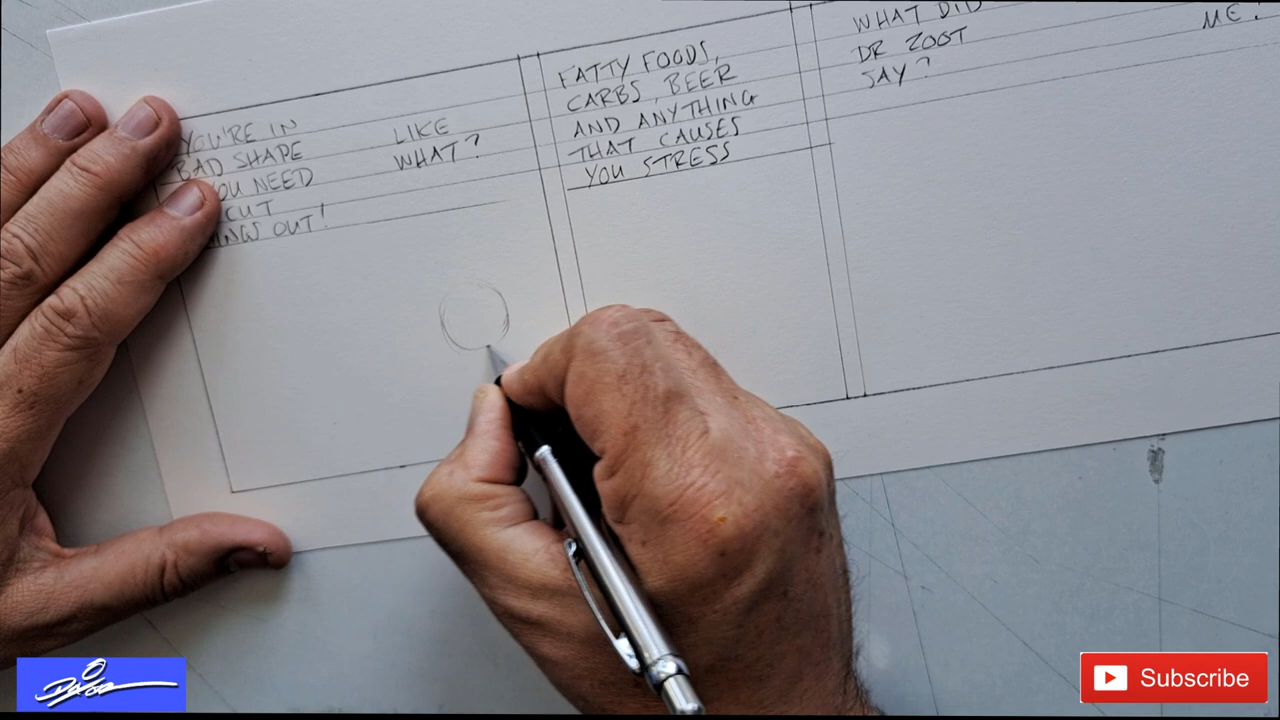 YOU'RE IN
BAD SHAPE
YOU NEED
CUT
OUT!
LIKE
WHAT?
FATTY FOODS,
CARBS, BEER
AND ANYTHING
THAT CAUSES
YOU STRESS
WHAT DID
DR ZOOT
SAY?
ME!
Subscribe